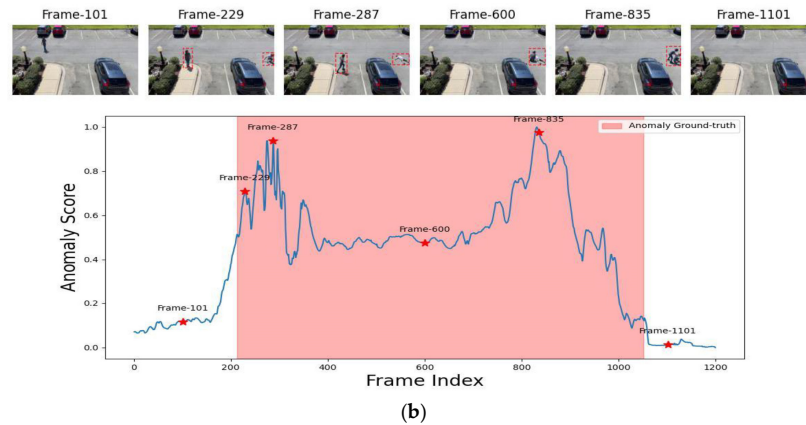 Frame-101 Frame-229 Frame-287 Frame-600 Frame-835 Frame-1101
Anomaly Ground-truth
Frame-835
Frame-287
Frame-229
Frame-600
Frame-101
Frame-1101
1.0
0.8
0.6
0.4
0.2
0.0
Anomaly Score
0 200 400 600 800 1000 1200
Frame Index
(b)